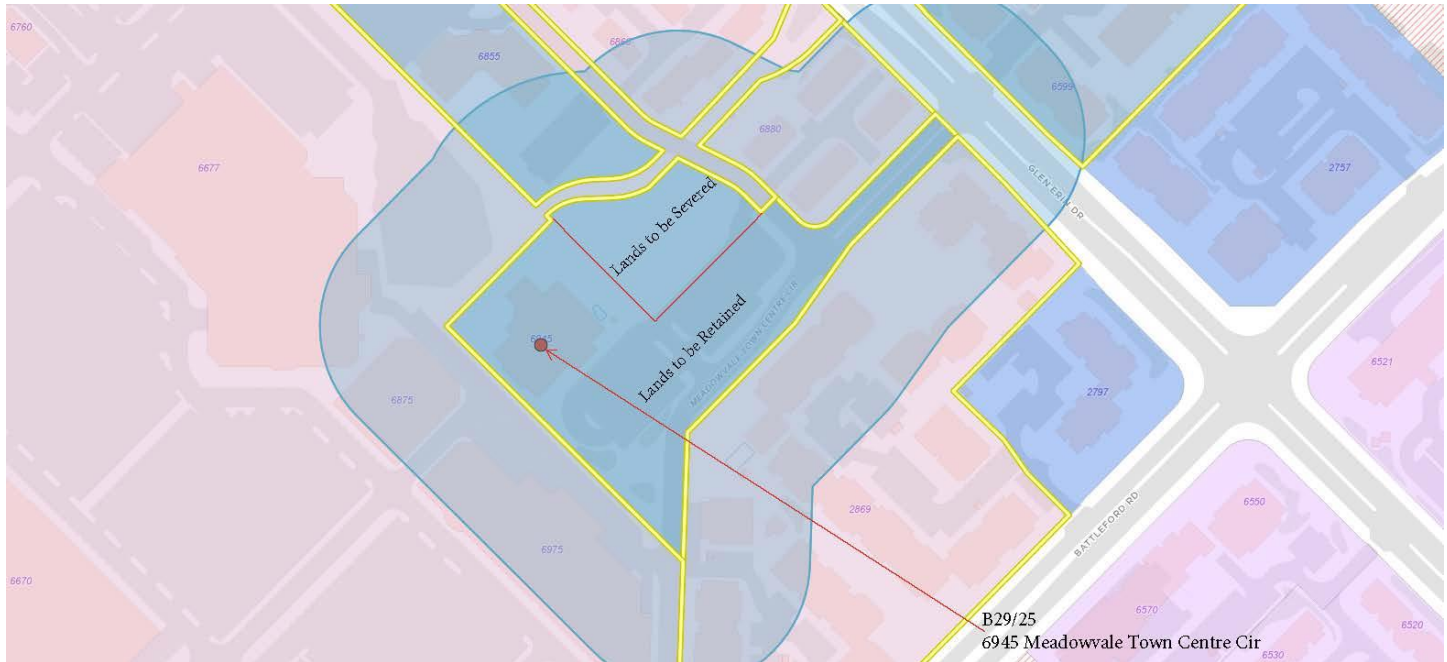 6760
6855
6860
6599
6880
2757
6677
GLEN ERIN DR
Lands to be Severed
6945
Lands to be Retained
MEADOWVALE TOWN CENTRE CIR
6521
6875
2797
6550
2869
BATTLEFORD RD
6975
6670
6570
6520
6530
B29/25
6945 Meadowvale Town Centre Cir